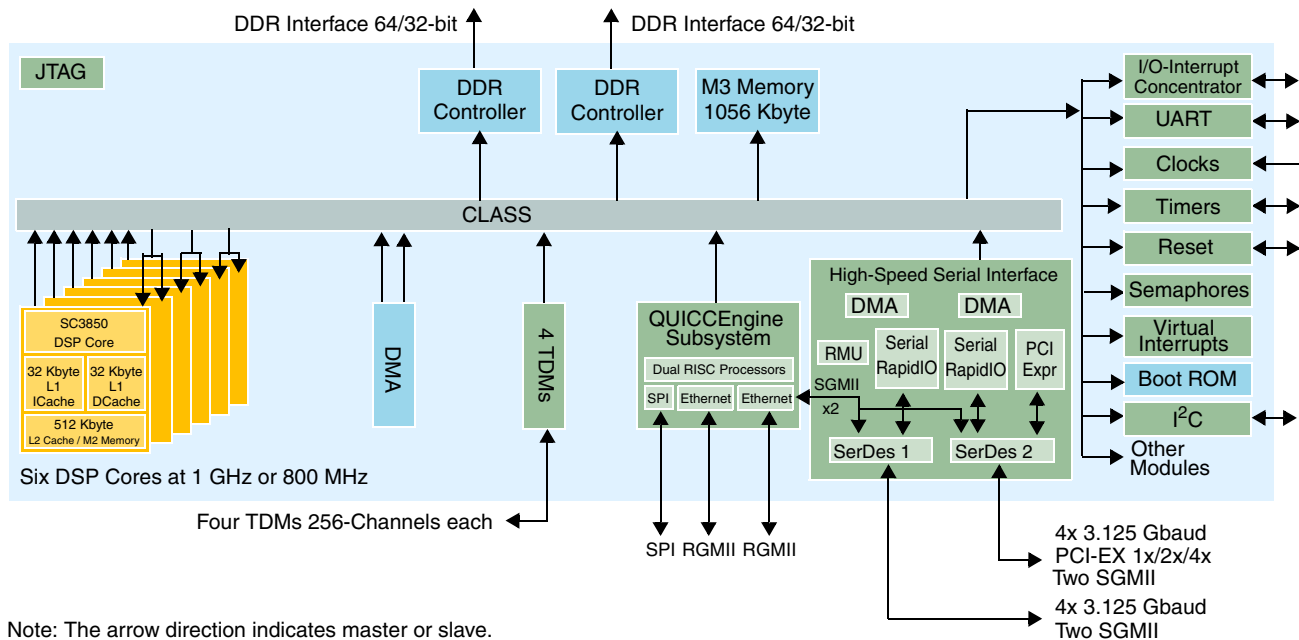 DDR Interface 64/32-bit
DDR Interface 64/32-bit
JTAG
DDR
Controller
DDR
Controller
M3 Memory
1056 Kbyte
I/O-Interrupt
Concentrator
UART
Clocks
Timers
Reset
Semaphores
Virtual
Interrupts
Boot ROM
I²C
Other
Modules
CLASS
SC3850
DSP Core
32 Kbyte
L1
ICache
32 Kbyte
L1
DCache
512 Kbyte
L2 Cache / M2 Memory
Six DSP Cores at 1 GHz or 800 MHz
DMA
4 TDMs
Four TDMs 256-Channels each
QUICCEngine
Subsystem
Dual RISC Processors
SPI
Ethernet
Ethernet
SPI
RGMII
RGMII
High-Speed Serial Interface
DMA
DMA
RMU
Serial
RapidIO
Serial
RapidIO
PCI
Expr
SGMII
x2
SerDes 1
SerDes 2
4x 3.125 Gbaud
PCI-EX 1x/2x/4x
Two SGMII
4x 3.125 Gbaud
Two SGMII
Note: The arrow direction indicates master or slave.